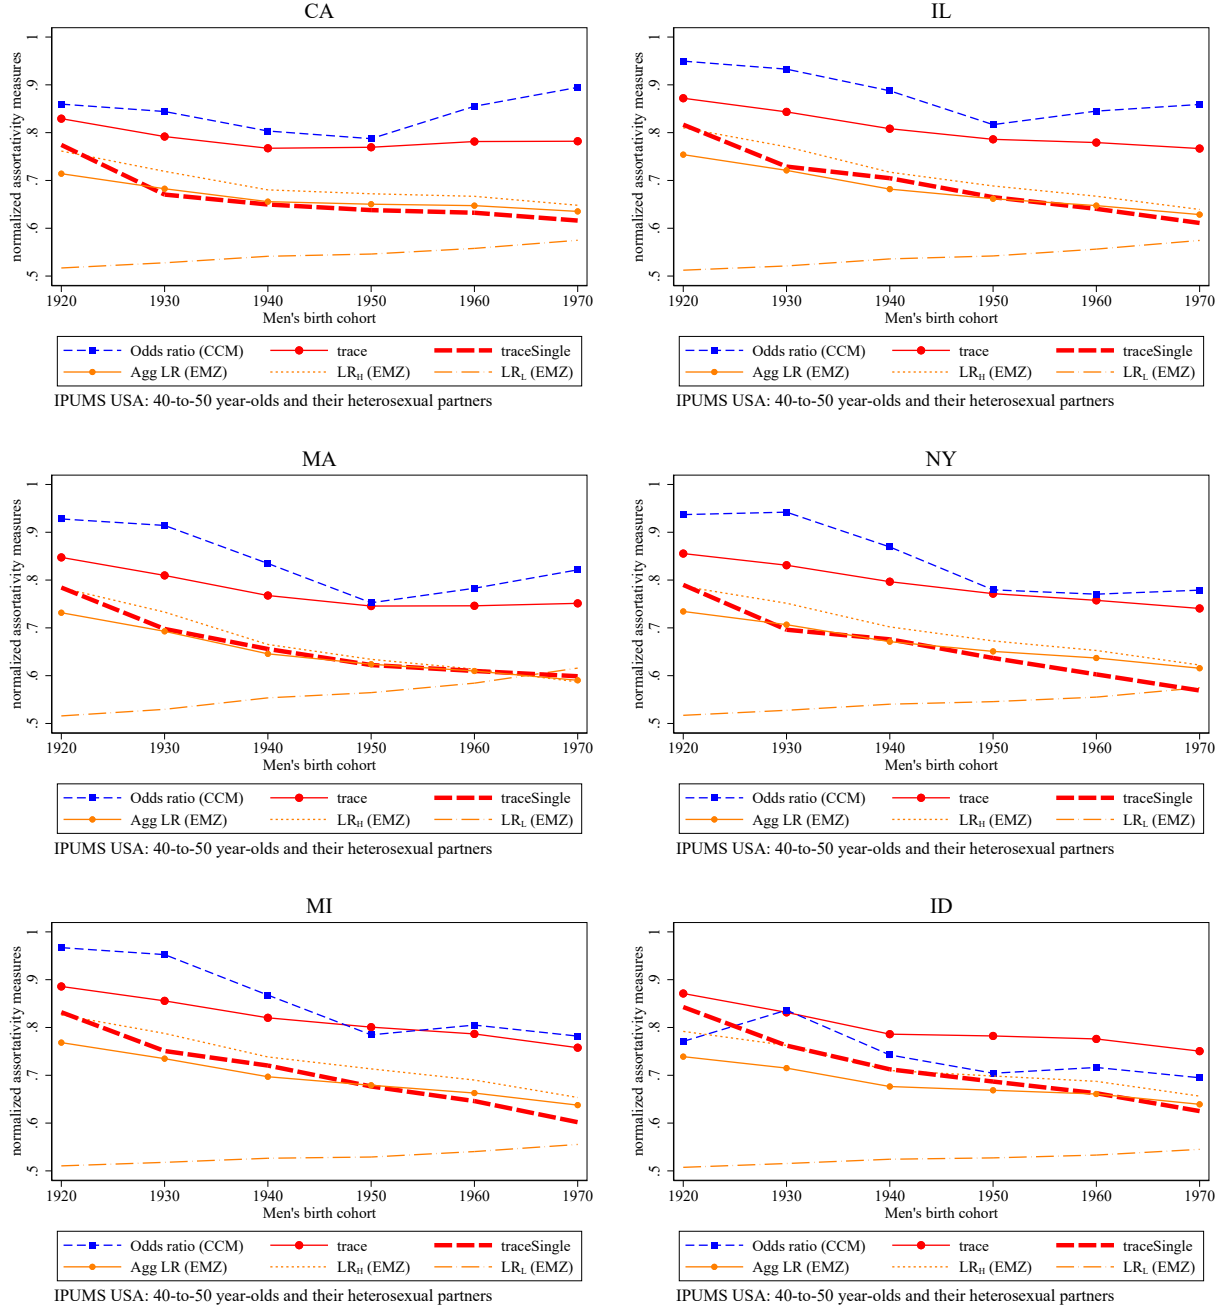 CA
normalized assortativity measures
1
.9
.8
.7
.6
.5
1920 1930 1940 1950 1960 1970
Men's birth cohort
Odds ratio (CCM) trace traceSingle
Agg LR (EMZ) LRH (EMZ) LRL (EMZ)
IPUMS USA: 40-to-50 year-olds and their heterosexual partners
IL
normalized assortativity measures
1
.9
.8
.7
.6
.5
1920 1930 1940 1950 1960 1970
Men's birth cohort
Odds ratio (CCM) trace traceSingle
Agg LR (EMZ) LRH (EMZ) LRL (EMZ)
IPUMS USA: 40-to-50 year-olds and their heterosexual partners
MA
normalized assortativity measures
1
.9
.8
.7
.6
.5
1920 1930 1940 1950 1960 1970
Men's birth cohort
Odds ratio (CCM) trace traceSingle
Agg LR (EMZ) LRH (EMZ) LRL (EMZ)
IPUMS USA: 40-to-50 year-olds and their heterosexual partners
NY
normalized assortativity measures
1
.9
.8
.7
.6
.5
1920 1930 1940 1950 1960 1970
Men's birth cohort
Odds ratio (CCM) trace traceSingle
Agg LR (EMZ) LRH (EMZ) LRL (EMZ)
IPUMS USA: 40-to-50 year-olds and their heterosexual partners
MI
normalized assortativity measures
1
.9
.8
.7
.6
.5
1920 1930 1940 1950 1960 1970
Men's birth cohort
Odds ratio (CCM) trace traceSingle
Agg LR (EMZ) LRH (EMZ) LRL (EMZ)
IPUMS USA: 40-to-50 year-olds and their heterosexual partners
ID
normalized assortativity measures
1
.9
.8
.7
.6
.5
1920 1930 1940 1950 1960 1970
Men's birth cohort
Odds ratio (CCM) trace traceSingle
Agg LR (EMZ) LRH (EMZ) LRL (EMZ)
IPUMS USA: 40-to-50 year-olds and their heterosexual partners